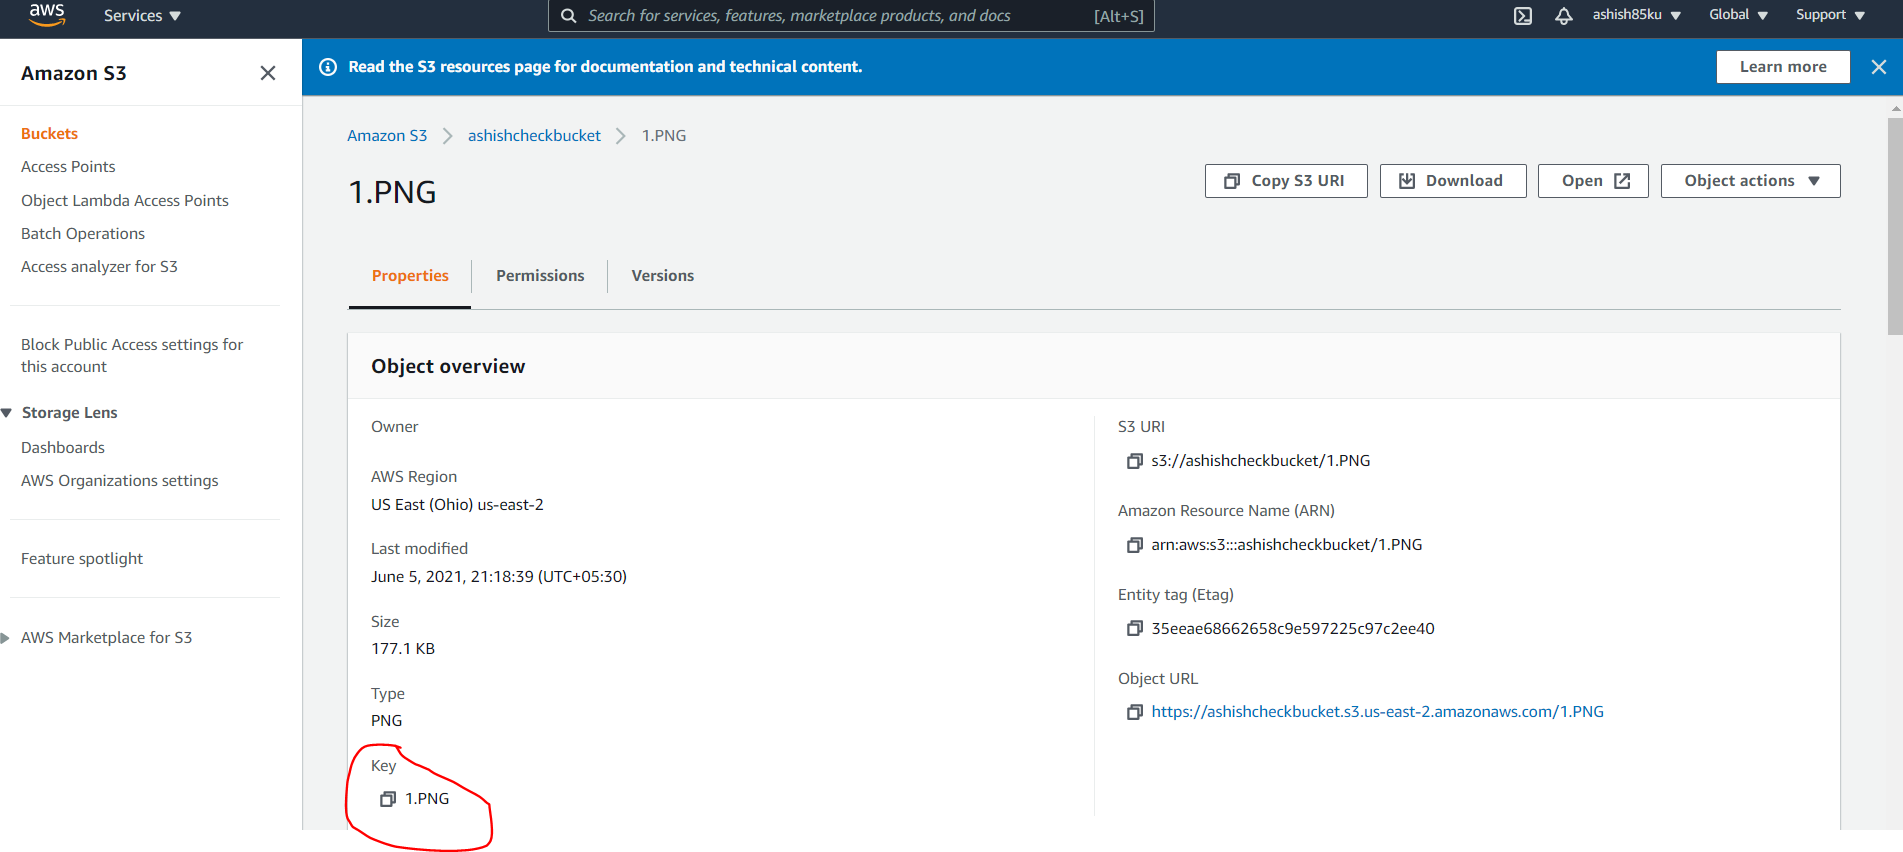 aws Services Search for services, features, marketplace products, and docs [Alt+S] ashish85ku Global Support
Amazon S3
Buckets
Access Points
Object Lambda Access Points
Batch Operations
Access analyzer for S3
Block Public Access settings for
this account
Storage Lens
Dashboards
AWS Organizations settings
Feature spotlight
AWS Marketplace for S3
Read the S3 resources page for documentation and technical content. Learn more
Amazon S3 ashishcheckbucket 1.PNG
1.PNG
Copy S3 URI Download Open Object actions
Properties Permissions Versions
Object overview
Owner
AWS Region
US East (Ohio) us-east-2
Last modified
June 5, 2021, 21:18:39 (UTC+05:30)
Size
177.1 KB
Type
PNG
Key
1.PNG
S3 URI
s3://ashishcheckbucket/1.PNG
Amazon Resource Name (ARN)
arn:aws:s3:::ashishcheckbucket/1.PNG
Entity tag (Etag)
35eeae68662658c9e597225c97c2ee40
Object URL
https://ashishcheckbucket.s3.us-east-2.amazonaws.com/1.PNG